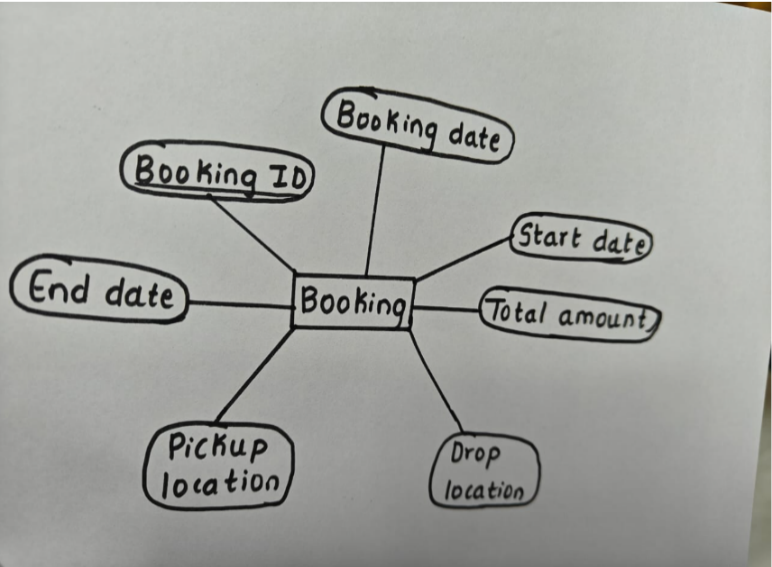 Booking date
Booking ID
Start date
End date
Booking
Total amount
Pickup
location
Drop
location